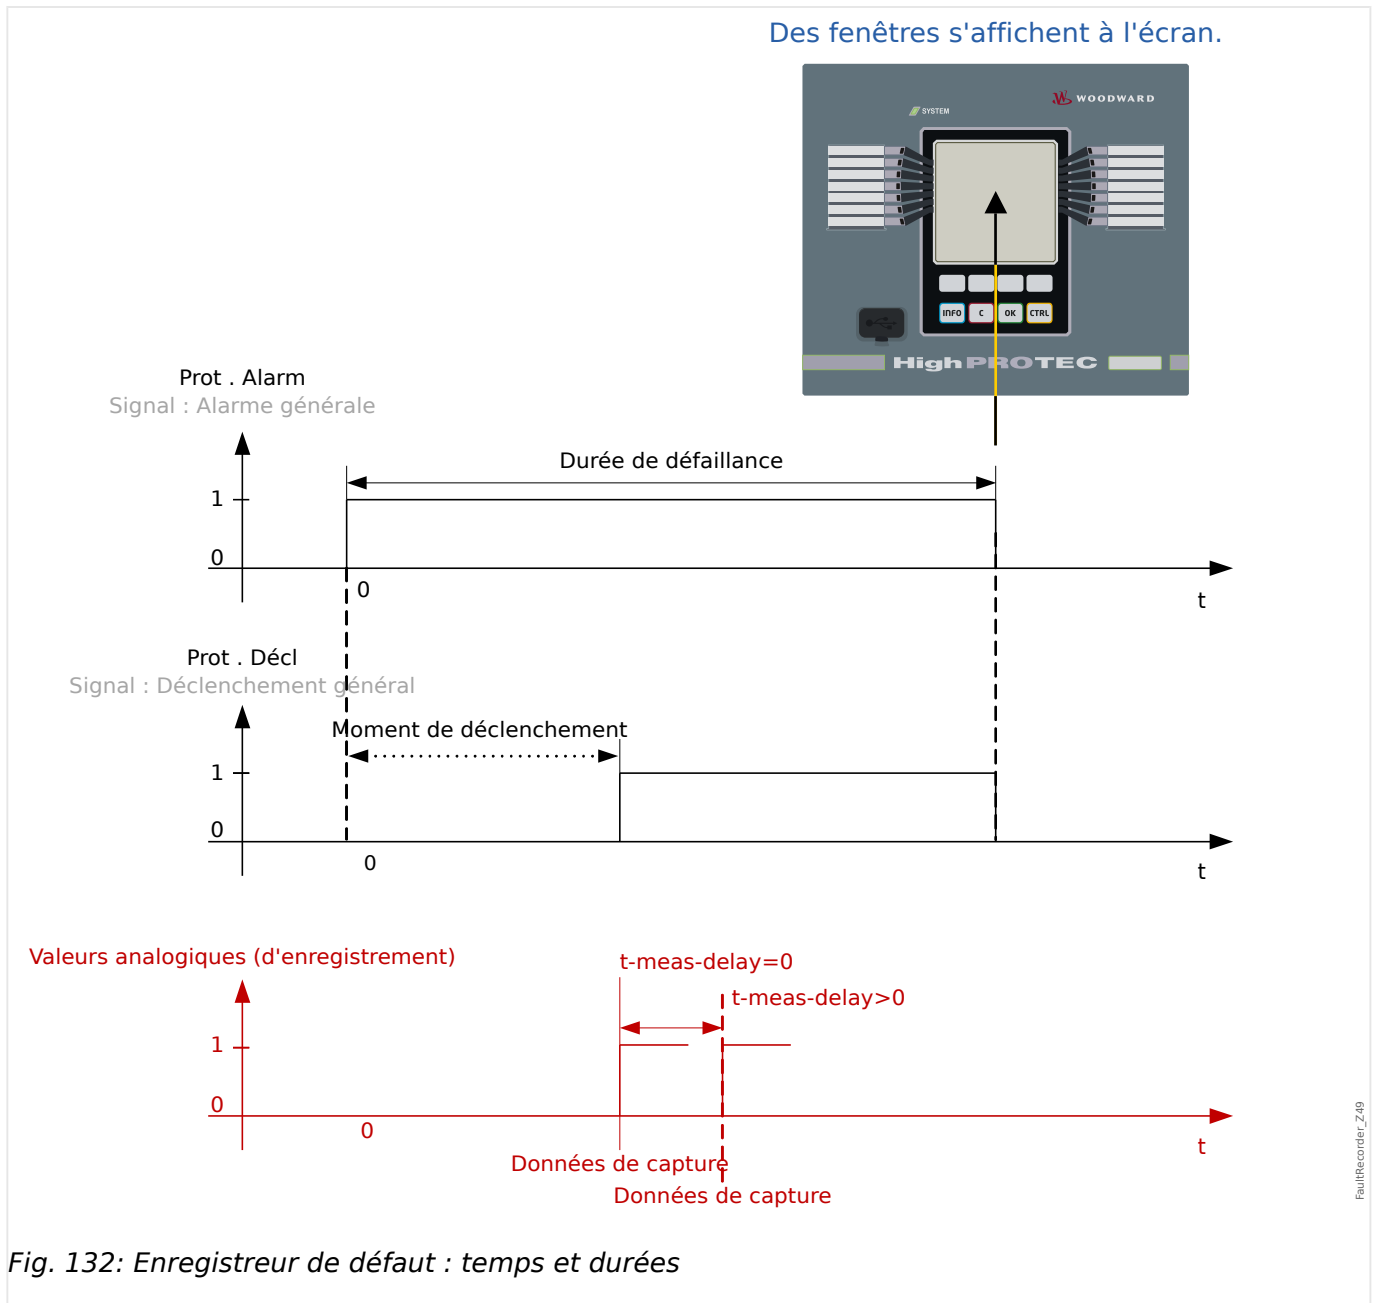 Des fenêtres s'affichent à l'écran.
WOODWARD
SYSTEM
INFO C OK CTRL
HighPROTEC
Prot . Alarm
Signal : Alarme générale
Durée de défaillance
1
0
0
t
Prot . Décl
Signal : Déclenchement général
Moment de déclenchement
1
0
0
t
Valeurs analogiques (d'enregistrement)
t-meas-delay=0
t-meas-delay>0
1
0
0
t
Données de capture
Données de capture
FaultRecorder_Z49
Fig. 132: Enregistreur de défaut : temps et durées